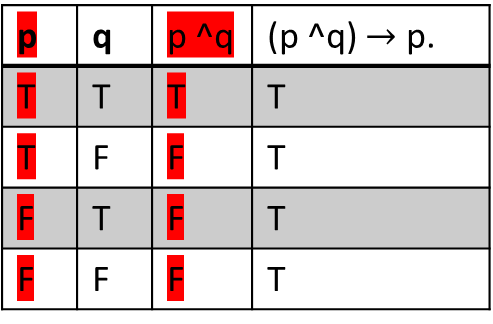 p q p ^q (p ^q) → p.
T T T T
T F F T
F T F T
F F F T